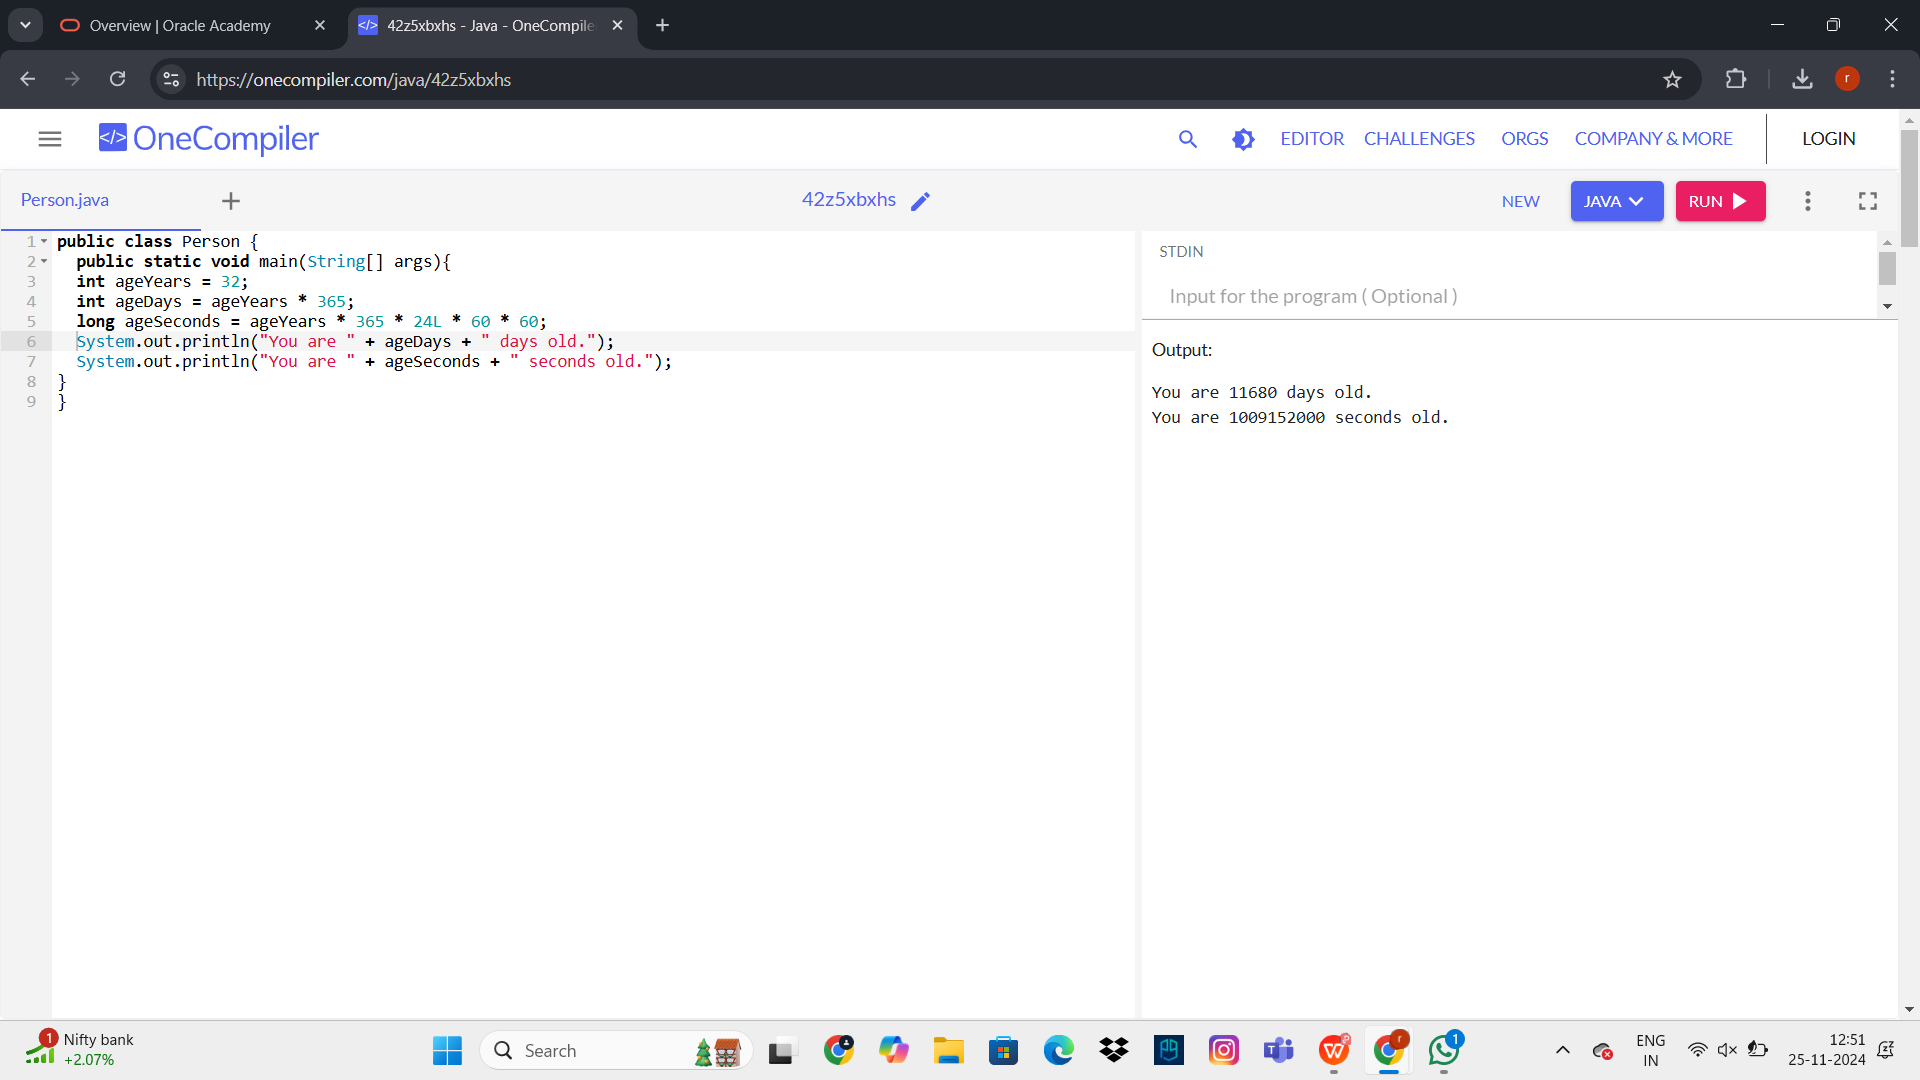 Overview | Oracle Academy
42z5xbxhs - Java - OneCompile
https://onecompiler.com/java/42z5xbxhs
r
</> OneCompiler
EDITOR CHALLENGES ORGS COMPANY & MORE LOGIN
Person.java
42z5xbxhs
NEW JAVA RUN
1 public class Person {
2 public static void main(String[] args){
3 int ageYears = 32;
4 int ageDays = ageYears * 365;
5 long ageSeconds = ageYears * 365 * 24L * 60 * 60;
6 System.out.println("You are " + ageDays + " days old.");
7 System.out.println("You are " + ageSeconds + " seconds old.");
8 }
9 }
STDIN
Input for the program ( Optional )
Output:
You are 11680 days old.
You are 1009152000 seconds old.
1
Nifty bank
+2.07%
Search
r
1
ENG
IN
12:51
25-11-2024